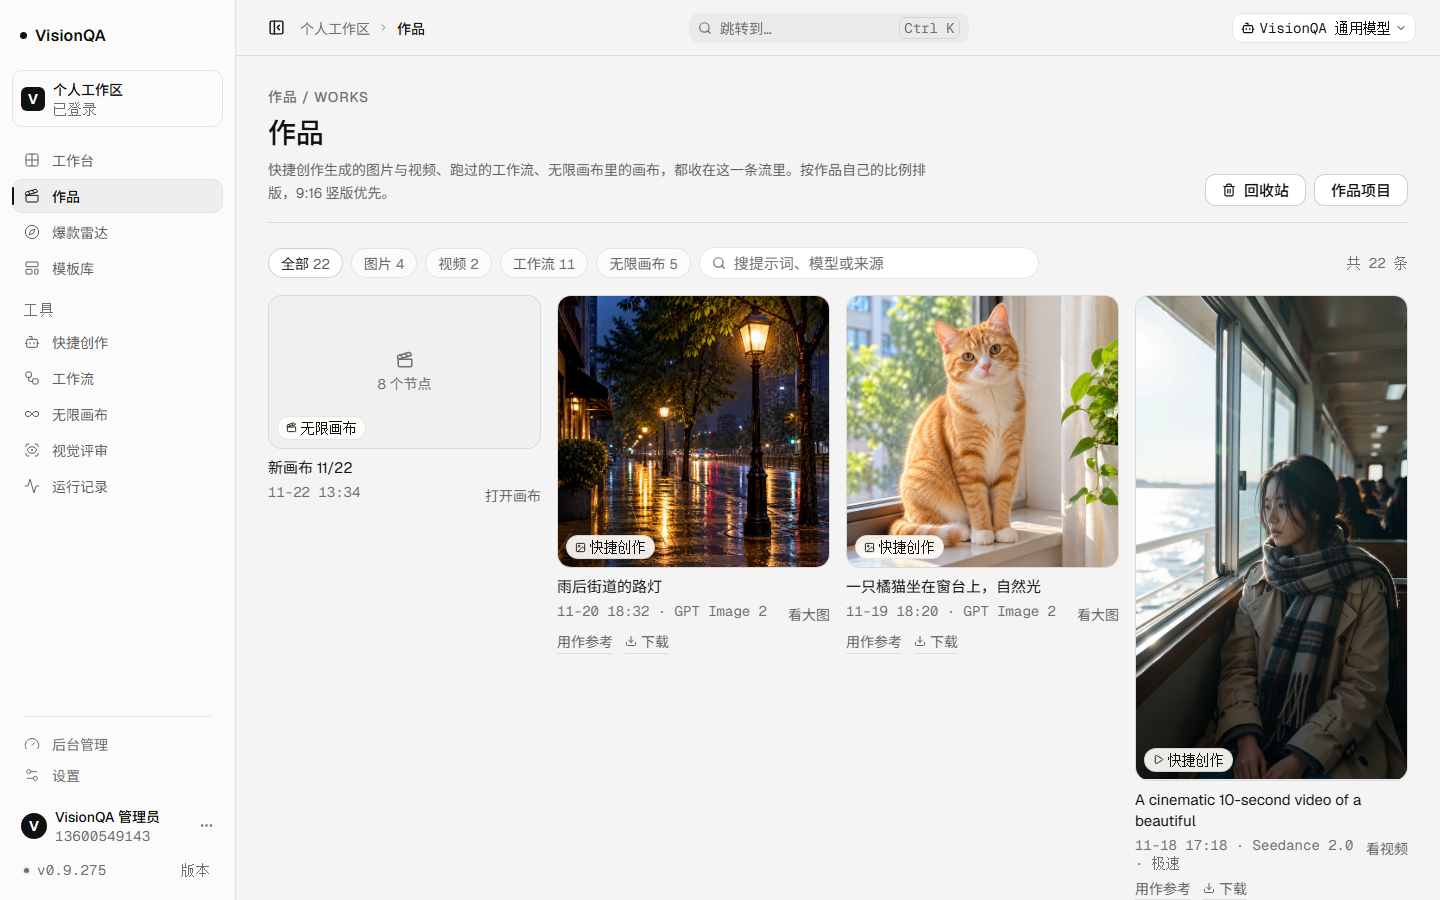 VisionQA
V
个人工作区
已登录
工作台
作品
爆款雷达
模板库
工具
快捷创作
工作流
无限画布
视觉评审
运行记录
后台管理
设置
V
VisionQA 管理员
13600549143
v0.9.275
版本
个人工作区 > 作品
跳转到…
Ctrl K
VisionQA 通用模型
作品 / WORKS
作品
快捷创作生成的图片与视频、跑过的工作流、无限画布里的画布，都收在这一条流里。按作品自己的比例排
版，9:16 竖版优先。
回收站
作品项目
全部 22
图片 4
视频 2
工作流 11
无限画布 5
搜提示词、模型或来源
共 22 条
8 个节点
无限画布
新画布 11/22
11-22 13:34
打开画布
快捷创作
雨后街道的路灯
11-20 18:32 · GPT Image 2
看大图
用作参考
下载
快捷创作
一只橘猫坐在窗台上，自然光
11-19 18:20 · GPT Image 2
看大图
用作参考
下载
快捷创作
A cinematic 10-second video of a
beautiful
11-18 17:18 · Seedance 2.0
· 极速
看视频
用作参考
下载